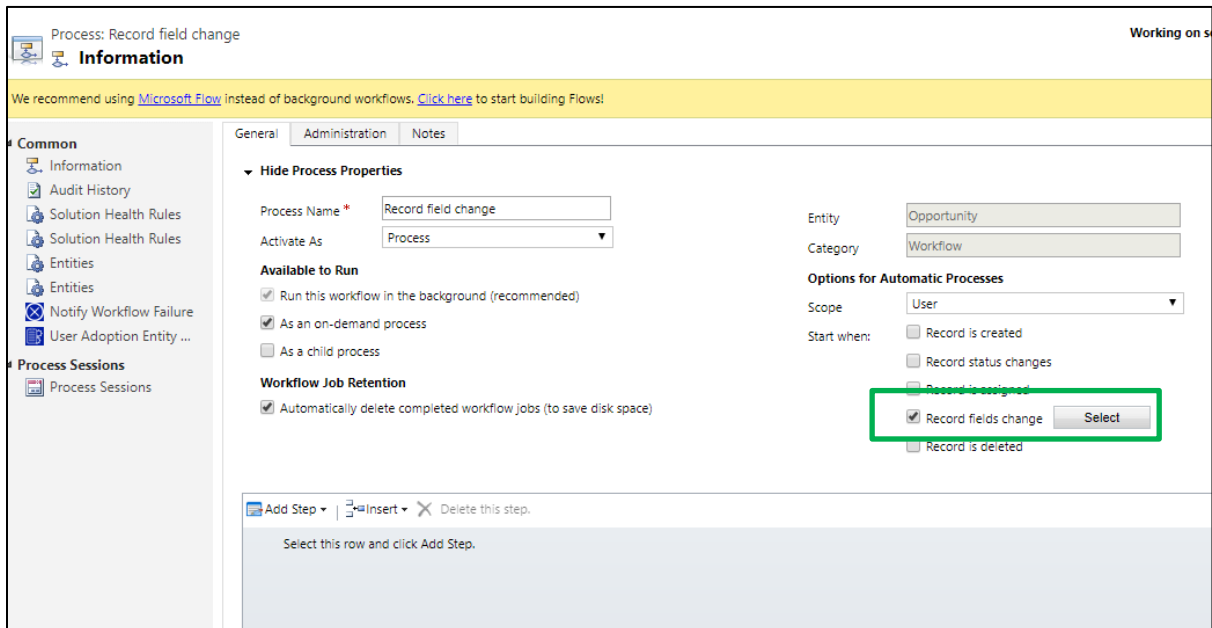 Process: Record field change
Working on s
Information
We recommend using Microsoft Flow instead of background workflows. Click here to start building Flows!
Common
Information
Audit History
Solution Health Rules
Solution Health Rules
Entities
Entities
Notify Workflow Failure
User Adoption Entity ...
Process Sessions
Process Sessions
General Administration Notes
Hide Process Properties
Process Name * Record field change
Activate As Process
Available to Run
Run this workflow in the background (recommended)
As an on-demand process
As a child process
Workflow Job Retention
Automatically delete completed workflow jobs (to save disk space)
Entity Opportunity
Category Workflow
Options for Automatic Processes
Scope User
Start when: Record is created
Record status changes
Record is assigned
Record fields change Select
Record is deleted
Add Step Insert Delete this step.
Select this row and click Add Step.